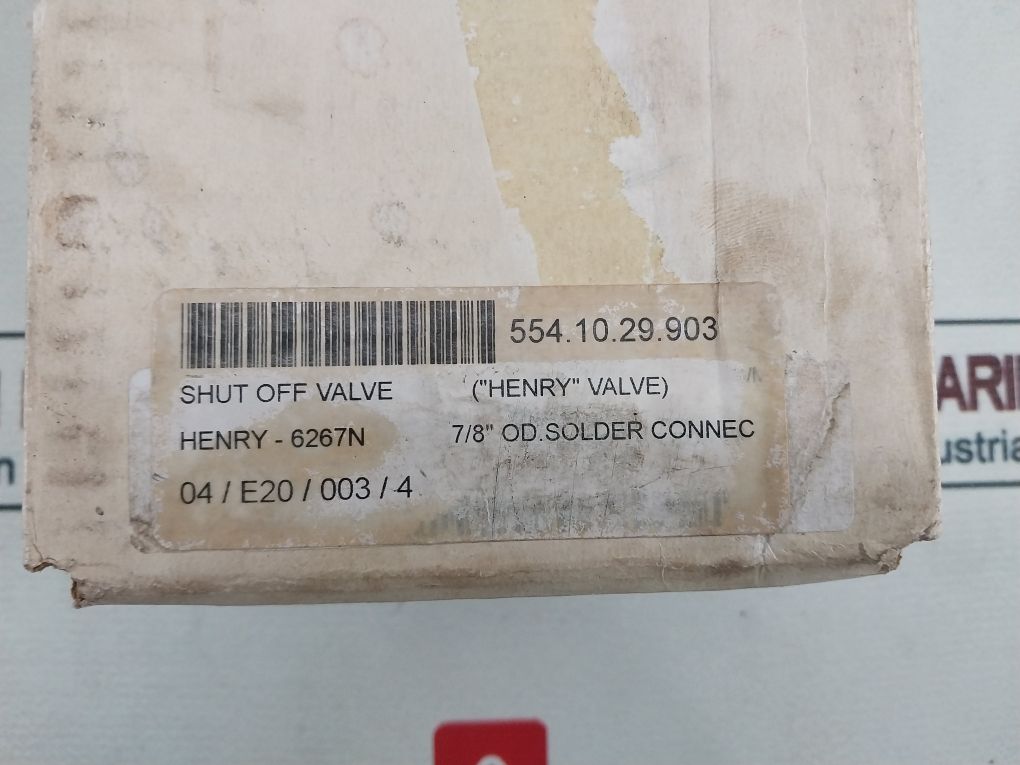 554.10.29.903
SHUT OFF VALVE ("HENRY" VALVE)
HENRY - 6267N 7/8" OD.SOLDER CONNEC
04 / E20 / 003 / 4